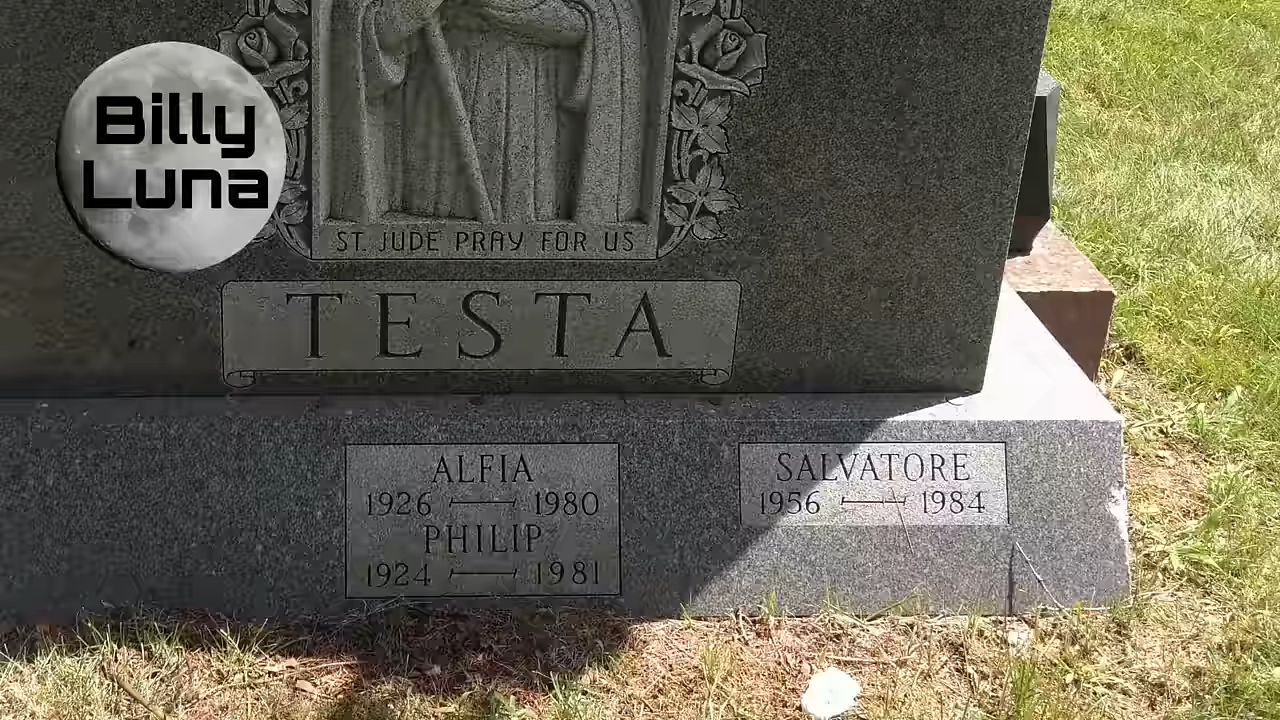 Billy
Luna
ST. JUDE PRAY FOR US
TESTA
ALFIA
1926 — 1980
PHILIP
1924 — 1981
SALVATORE
1956 — 1984